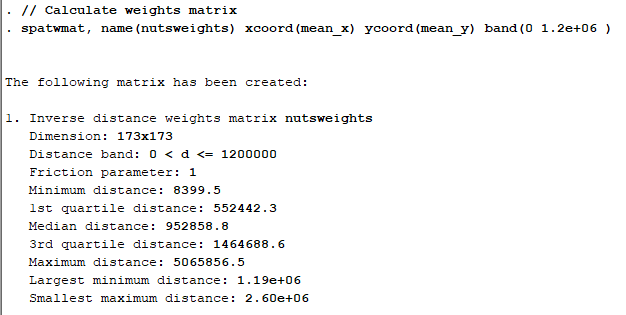 . // Calculate weights matrix
. spatwmat, name(nutsweights) xcoord(mean_x) ycoord(mean_y) band(0 1.2e+06 )
The following matrix has been created:
1. Inverse distance weights matrix nutsweights
Dimension: 173x173
Distance band: 0 < d <= 1200000
Friction parameter: 1
Minimum distance: 8399.5
1st quartile distance: 552442.3
Median distance: 952858.8
3rd quartile distance: 1464688.6
Maximum distance: 5065856.5
Largest minimum distance: 1.19e+06
Smallest maximum distance: 2.60e+06